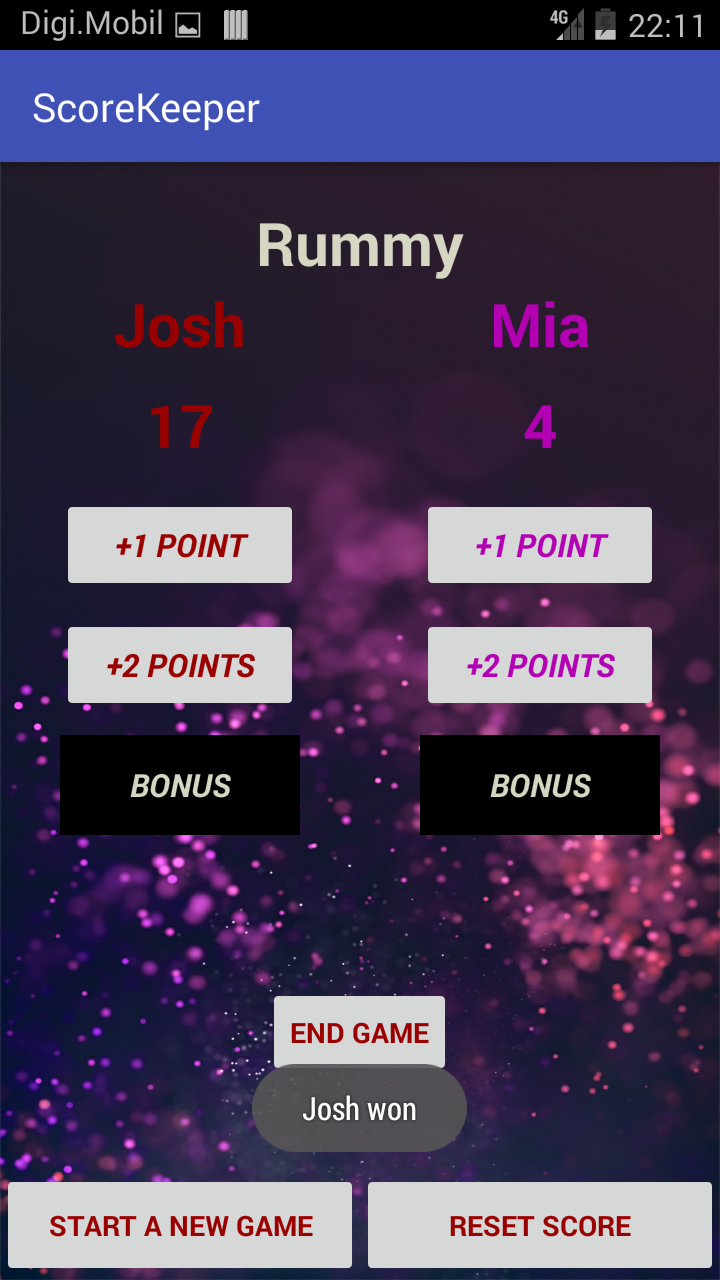 Digi.Mobil 4G 22:11
ScoreKeeper
Rummy
Josh Mia
17 4
+1 POINT +1 POINT
+2 POINTS +2 POINTS
BONUS BONUS
END GAME
Josh won
START A NEW GAME RESET SCORE